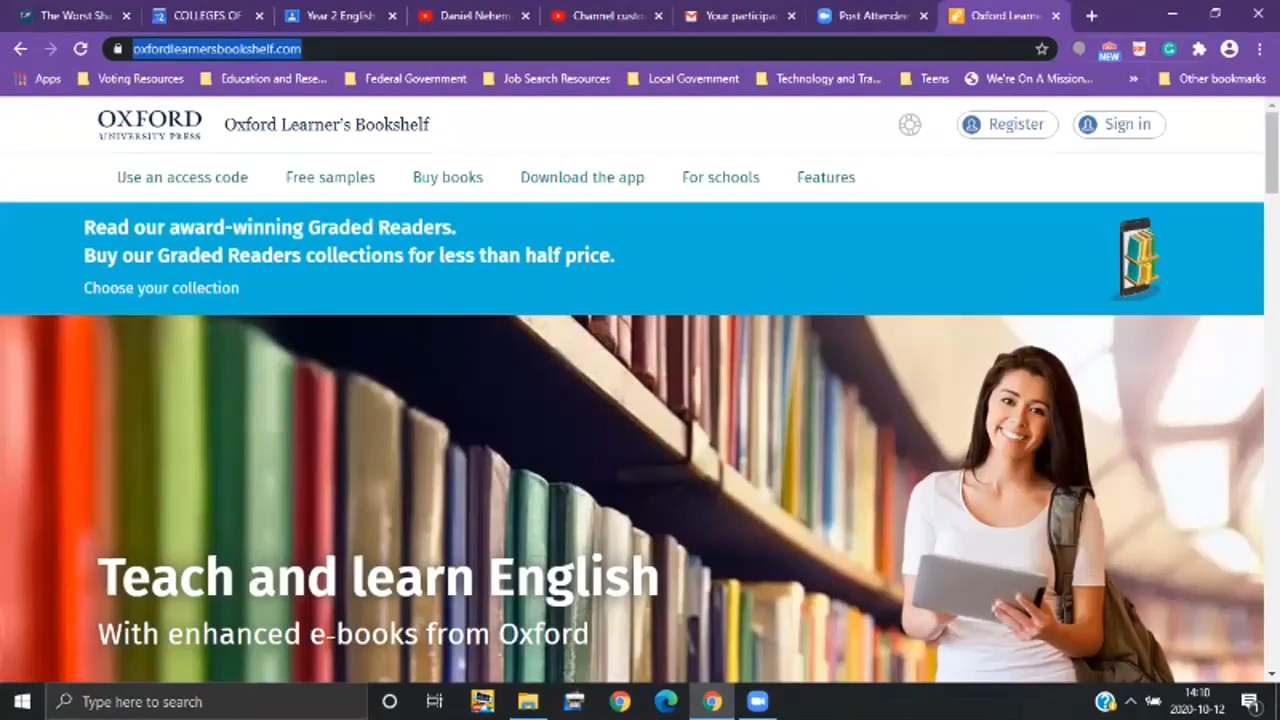 The Worst Sha
COLLEGES OF
Year 2 English
Daniel Nehem
Channel custo
Your participa
Post Attendee
Oxford Learne
oxfordlearnersbookshelf.com
NEW
Apps
Voting Resources
Education and Rese...
Federal Government
Job Search Resources
Local Government
Technology and Tra...
Teens
We're On A Mission...
Other bookmarks
OXFORD
UNIVERSITY PRESS
Oxford Learner's Bookshelf
Register
Sign in
Use an access code
Free samples
Buy books
Download the app
For schools
Features
Read our award-winning Graded Readers.
Buy our Graded Readers collections for less than half price.
Choose your collection
Teach and learn English
With enhanced e-books from Oxford
Type here to search
14:10
2020-10-12